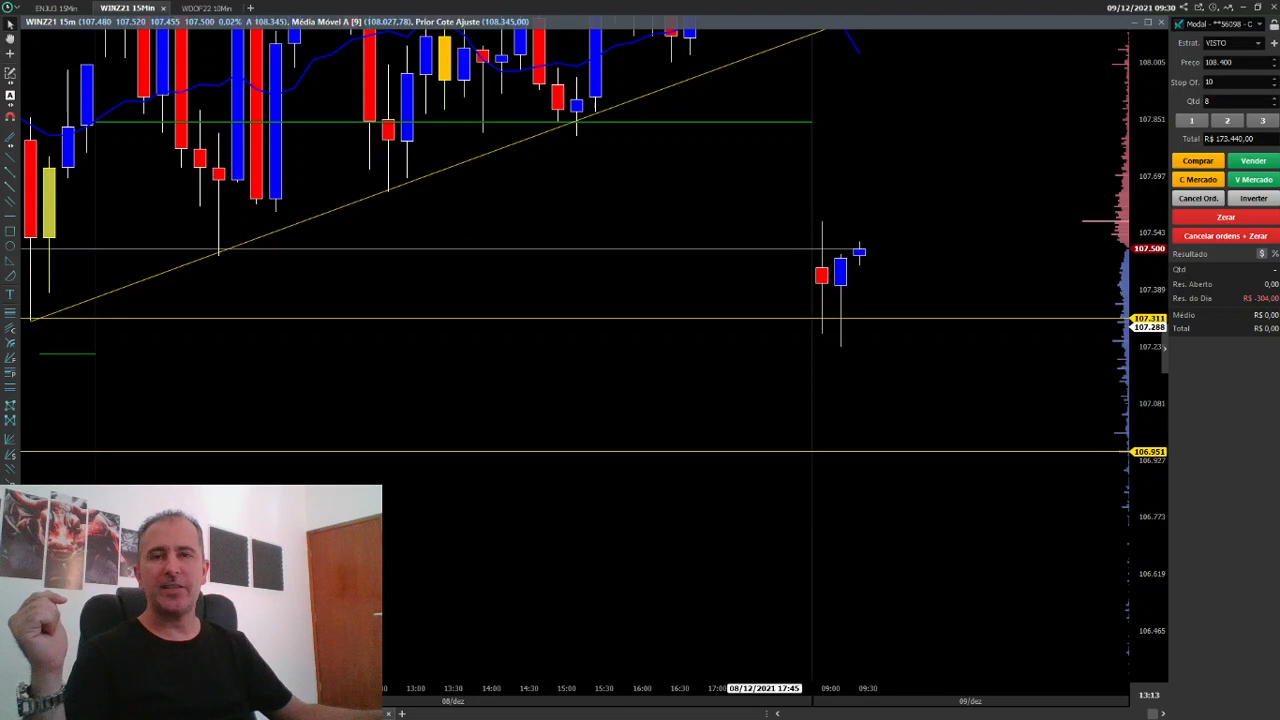 ENJU3 15Min WINZ21 15Min × WDOF22 10Min + 09/12/2021 09:30:50
WINZ21 15m (107.480 107.520 107.455 107.500 0,02% A 108.345), Média Móvel A [9] (108.027,78), Prior Cote Ajuste (108.345,00)
Modal - **56098 - C
Estrat. VISTO
Preço 108.400
Stop Of. 10
Qtd 8
1 2 3
Total R$ 173.440,00
Comprar Vender
C Mercado V Mercado
Cancel Ord. Inverter
Zerar
Cancelar ordens + Zerar
Resultado $ %
Qtd -
Res. Aberto 0,00
Res. do Dia R$ -304,00
Médio R$ 0,00
Total R$ 0,00
108.005
107.851
107.697
107.543
107.500
107.389
107.311
107.288
107.23
107.081
106.951
106.927
106.773
106.619
106.465
13:00 13:30 14:00 14:30 15:00 15:30 16:00 16:30 17:00 08/12/2021 17:45 09:00 09:30
13:13
08/dez 09/dez